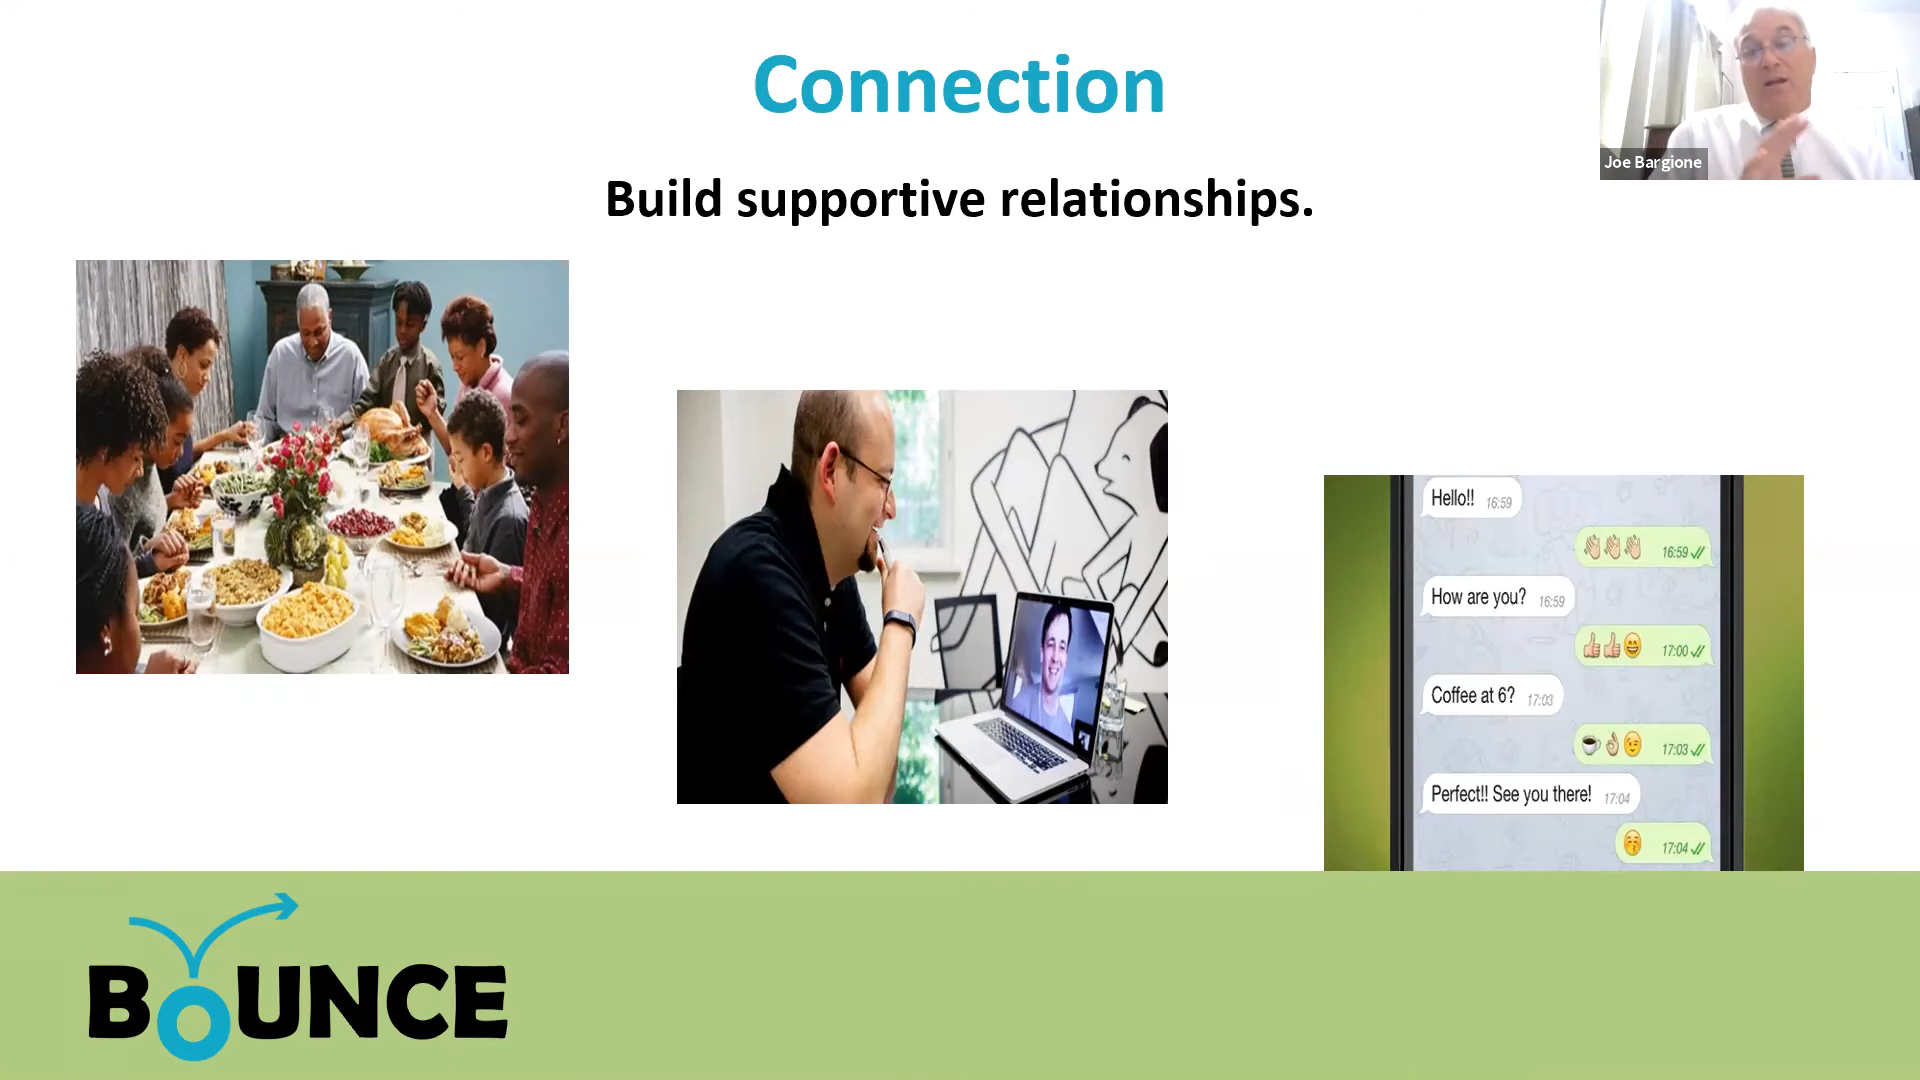 Connection
Joe Bargione
Build supportive relationships.
Hello!! 16:59
👏👏👏 16:59
How are you? 16:59
👍👍😄 17:00
Coffee at 6? 17:03
☕👌😉 17:03
Perfect!! See you there! 17:04
😚 17:04
BOUNCE